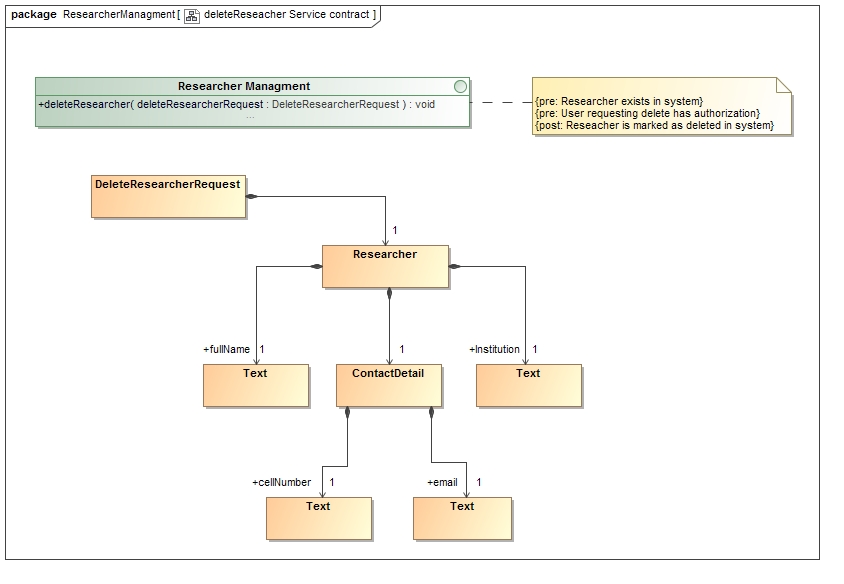 package ResearcherManagment[ deleteReseacher Service contract ]
Researcher Managment
+deleteResearcher( deleteResearcherRequest : DeleteResearcherRequest ) : void
...
{pre: Researcher exists in system}
{pre: User requesting delete has authorization}
{post: Reseacher is marked as deleted in system}
DeleteResearcherRequest
1
Researcher
+fullName 1
1
+Institution 1
Text
ContactDetail
Text
+cellNumber 1
+email 1
Text
Text